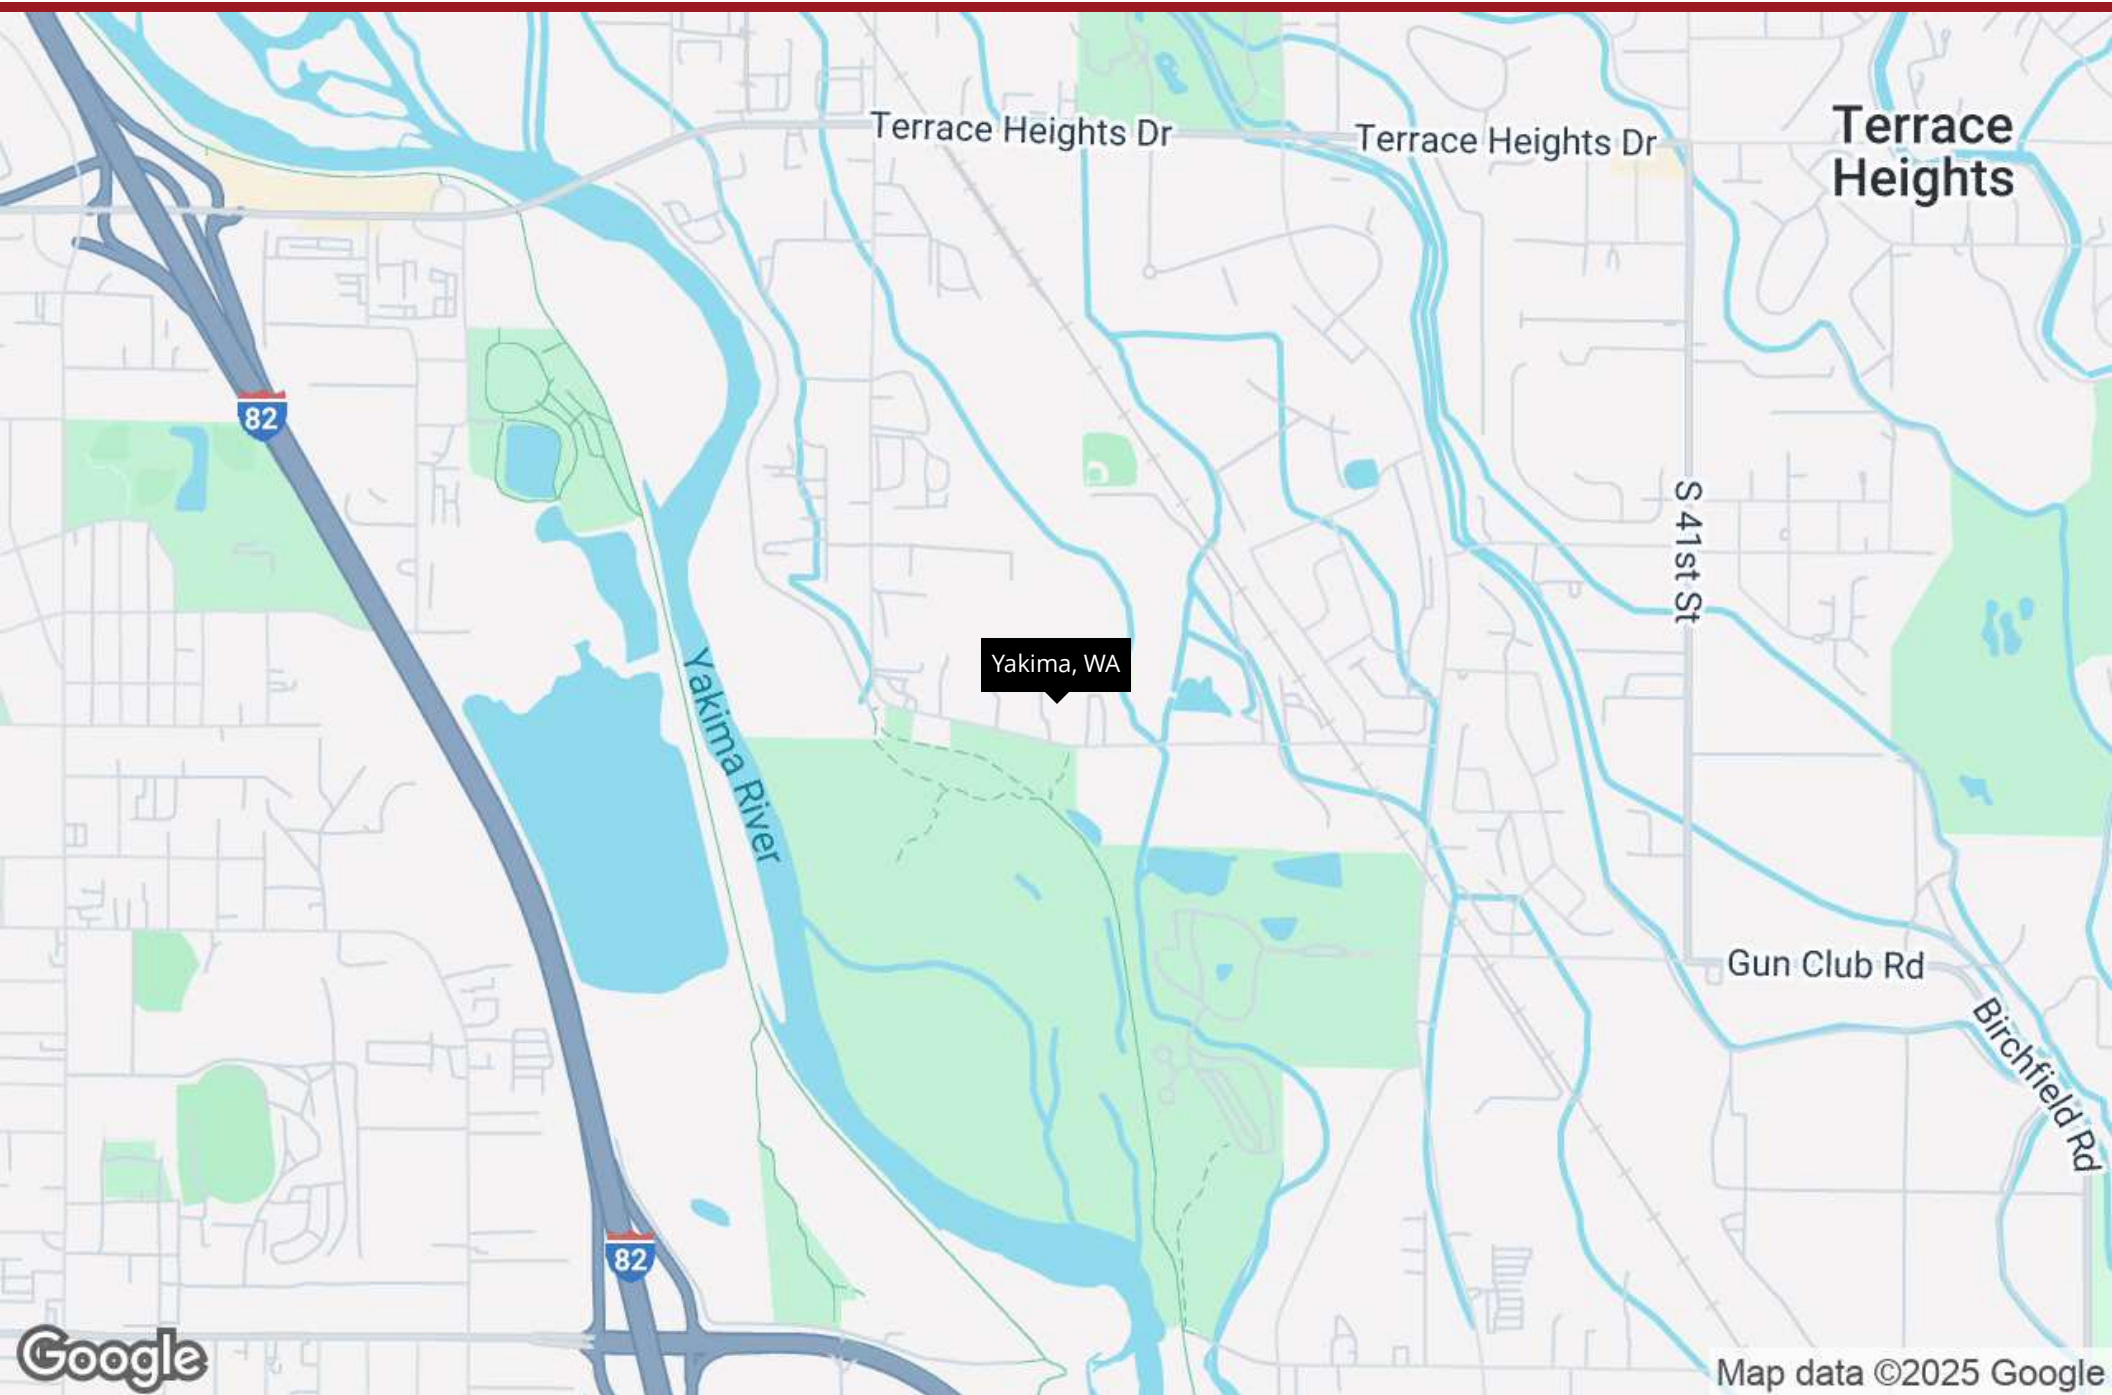 Terrace Heights Dr
Terrace Heights Dr
Terrace
Heights
82
S 41st St
Yakima, WA
Yakima River
Gun Club Rd
Birchfield Rd
82
Google
Map data ©2025 Google